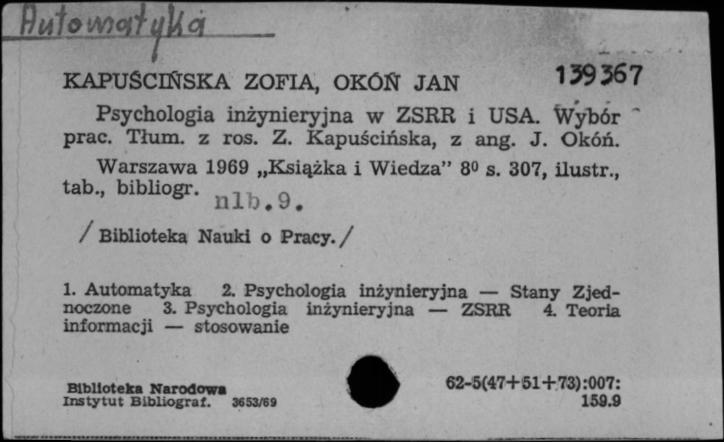 Automatyka
KAPUŚCIŃSKA ZOFIA, OKÓŃ JAN 139367
Psychologia inżynieryjna w ZSRR i USA. Wybór
prac. Tłum. z ros. Z. Kapuścińska, z ang. J. Okóń.
Warszawa 1969 „Książka i Wiedza” 8⁰ s. 307, ilustr.,
tab., bibliogr. nlb.9.
/ Biblioteka Nauki o Pracy. /
1. Automatyka 2. Psychologia inżynieryjna — Stany Zjed-
noczone 3. Psychologia inżynieryjna — ZSRR 4. Teoria
informacji — stosowanie
Biblioteka Narodowa 62-5(47+51+73):007:
Instytut Bibliograf. 3653/69 159.9